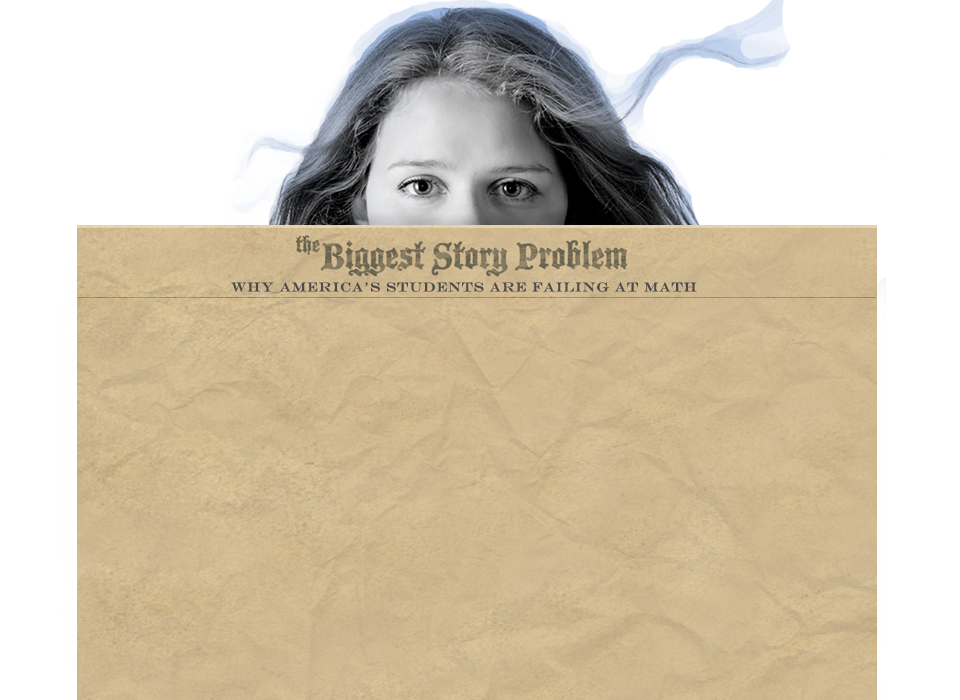 the Biggest Story Problem
WHY AMERICA'S STUDENTS ARE FAILING AT MATH